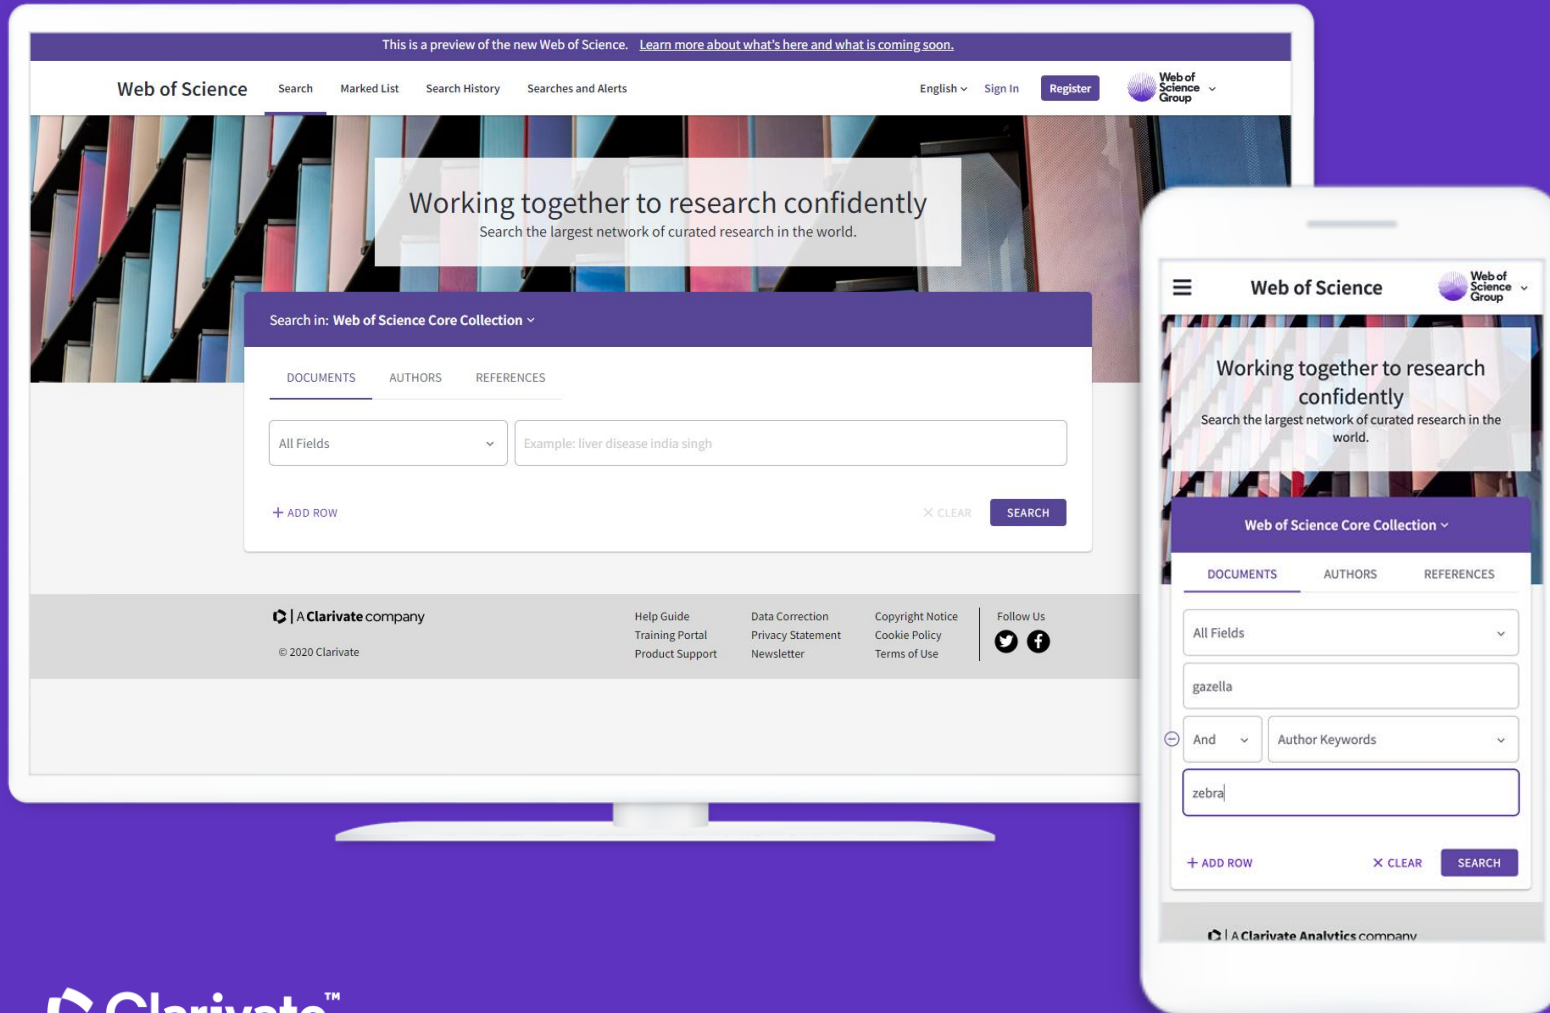 This is a preview of the new Web of Science. Learn more about what's here and what is coming soon.
Web of Science Search Marked List Search History Searches and Alerts English Sign In Register Web of Science Group
Working together to research confidently
Search the largest network of curated research in the world.
Search in: Web of Science Core Collection
DOCUMENTS AUTHORS REFERENCES
All Fields Example: liver disease india singh
+ ADD ROW X CLEAR SEARCH
A Clarivate company
© 2020 Clarivate
Help Guide
Training Portal
Product Support
Data Correction
Privacy Statement
Newsletter
Copyright Notice
Cookie Policy
Terms of Use
Follow Us
Web of Science
Web of
Science
Group
Working together to research
confidently
Search the largest network of curated research in the
world.
Web of Science Core Collection
DOCUMENTS AUTHORS REFERENCES
All Fields
gazella
And Author Keywords
zebra
+ ADD ROW X CLEAR SEARCH
A Clarivate Analytics company
Clarivate™